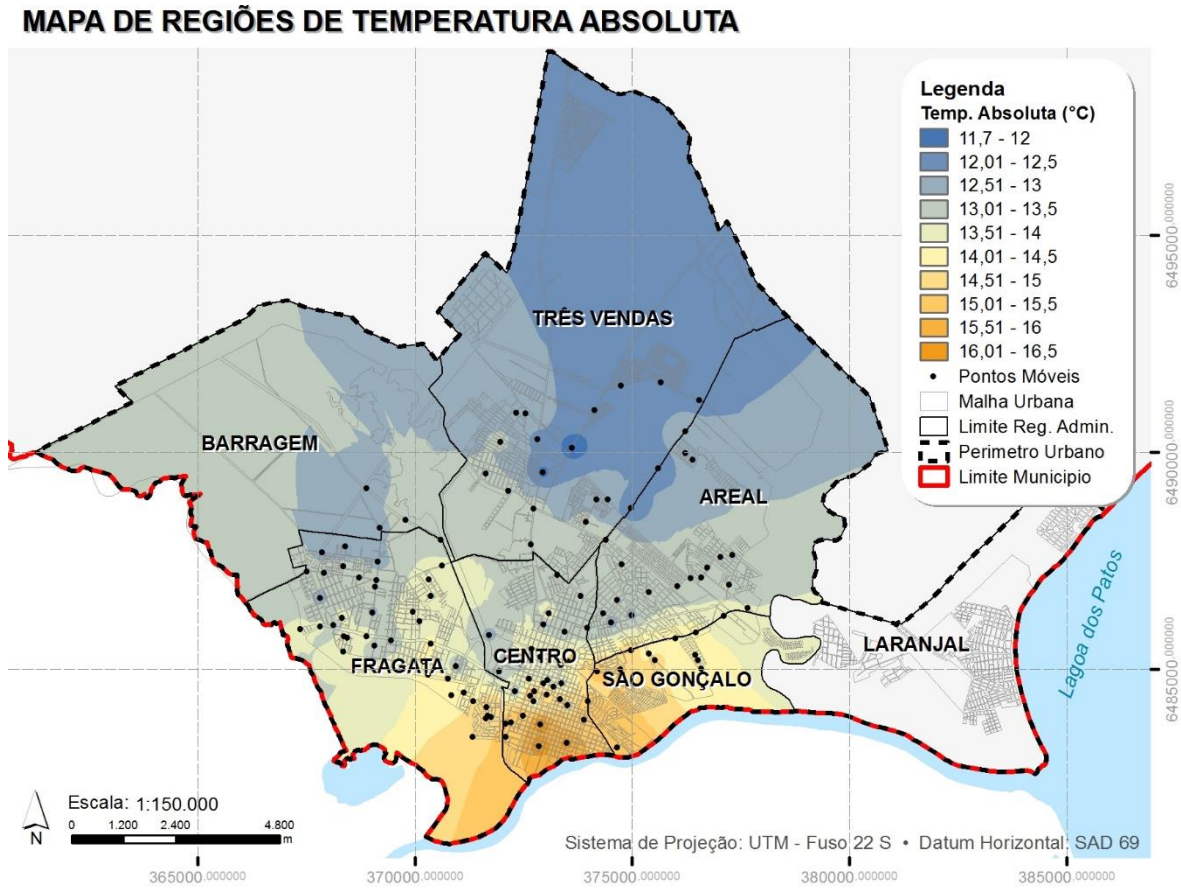 MAPA DE REGIÕES DE TEMPERATURA ABSOLUTA
Legenda
Temp. Absoluta (°C)
11,7 - 12
12,01 - 12,5
12,51 - 13
13,01 - 13,5
13,51 - 14
14,01 - 14,5
14,51 - 15
15,01 - 15,5
15,51 - 16
16,01 - 16,5
Pontos Móveis
Malha Urbana
Limite Reg. Admin.
Perimetro Urbano
Limite Municipio
TRÊS VENDAS
BARRAGEM
AREAL
FRAGATA
CENTRO
SÃO GONÇALO
LARANJAL
Lagoa dos Patos
6495000,000000
6490000,000000
6485000,000000
Escala: 1:150.000
0 1.200 2.400 4.800
m
N
Sistema de Projeção: UTM - Fuso 22 S • Datum Horizontal: SAD 69
365000,000000 370000,000000 375000,000000 380000,000000 385000,000000